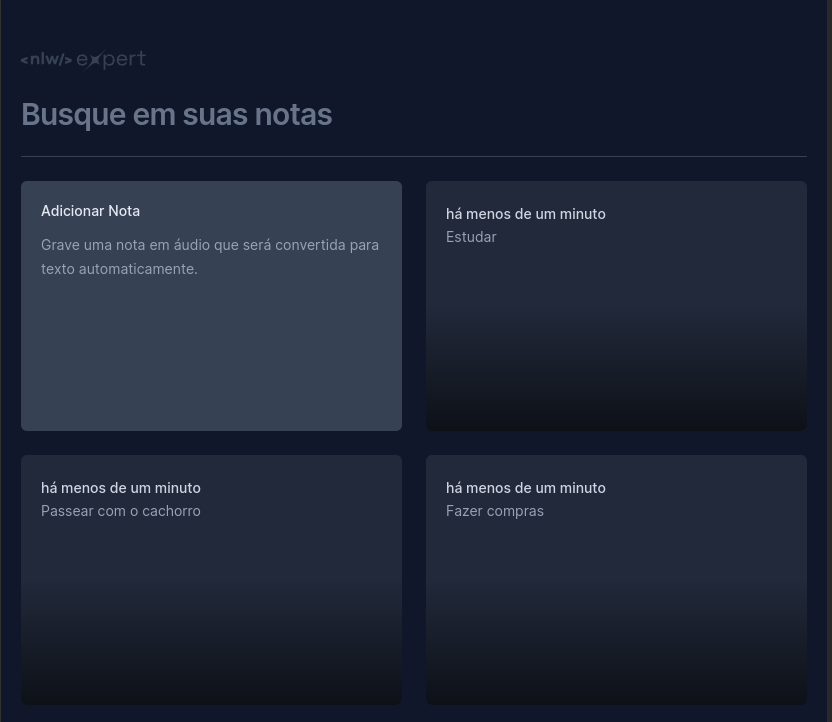 <nlw/> expert
Busque em suas notas
Adicionar Nota
Grave uma nota em áudio que será convertida para
texto automaticamente.
há menos de um minuto
Estudar
há menos de um minuto
Passear com o cachorro
há menos de um minuto
Fazer compras